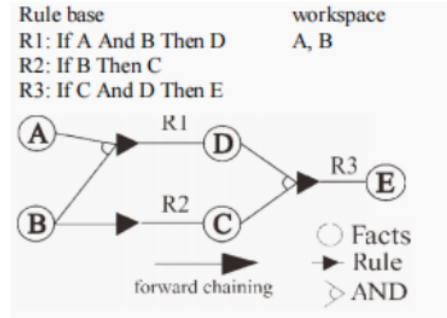 Rule base
workspace
R1: If A And B Then D
A, B
R2: If B Then C
R3: If C And D Then E
A
R1
D
R3
E
B
R2
C
Facts
Rule
forward chaining
AND